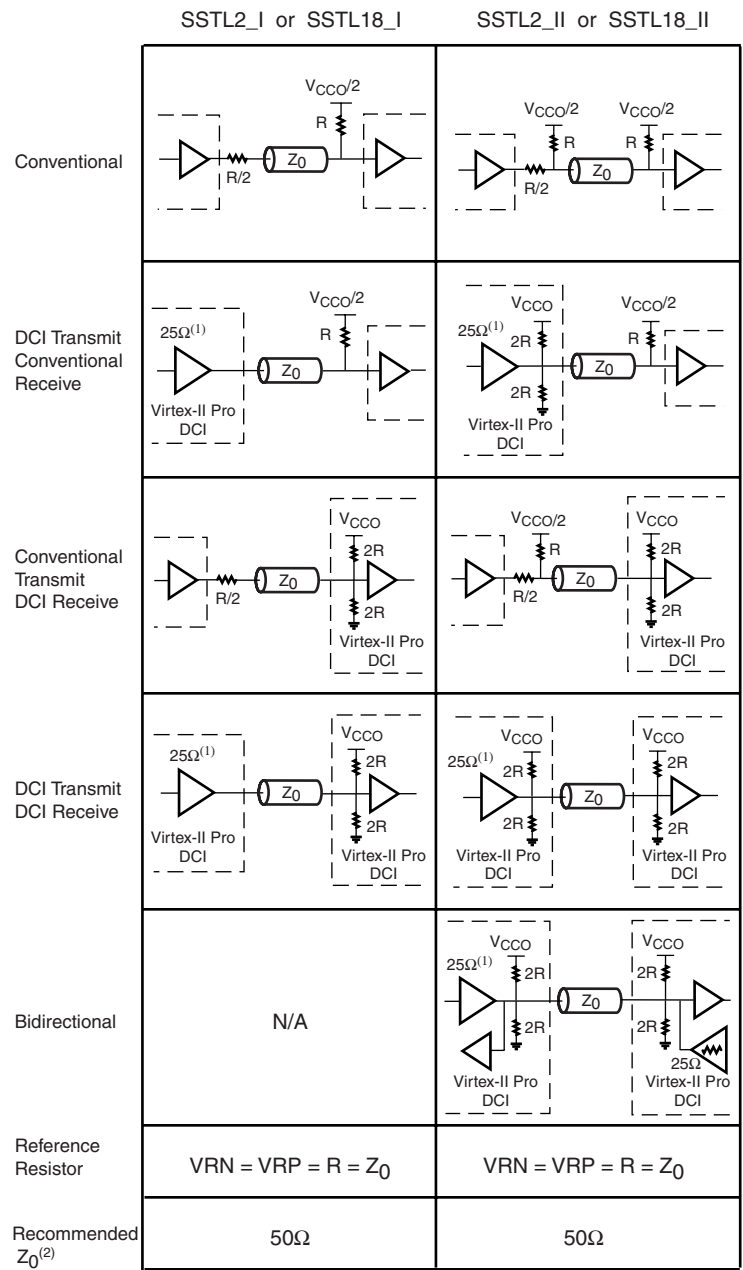 SSTL2_I or SSTL18_I
SSTL2_II or SSTL18_II
Conventional
VCCO/2
R
R/2
Z0
VCCO/2
VCCO/2
R
R
R/2
Z0
DCI Transmit
Conventional
Receive
25Ω(1)
VCCO/2
R
Z0
Virtex-II Pro
DCI
25Ω(1)
VCCO
2R
2R
VCCO/2
R
Z0
Virtex-II Pro
DCI
Conventional
Transmit
DCI Receive
R/2
Z0
VCCO
2R
2R
Virtex-II Pro
DCI
VCCO/2
R
R/2
Z0
VCCO
2R
2R
Virtex-II Pro
DCI
DCI Transmit
DCI Receive
25Ω(1)
Virtex-II Pro
DCI
Z0
VCCO
2R
2R
Virtex-II Pro
DCI
25Ω(1)
VCCO
2R
2R
Virtex-II Pro
DCI
Z0
VCCO
2R
2R
Virtex-II Pro
DCI
Bidirectional
N/A
25Ω(1)
VCCO
2R
2R
Virtex-II Pro
DCI
Z0
VCCO
2R
2R
25Ω
Virtex-II Pro
DCI
Reference
Resistor
VRN = VRP = R = Z0
VRN = VRP = R = Z0
Recommended
Z0(2)
50Ω
50Ω